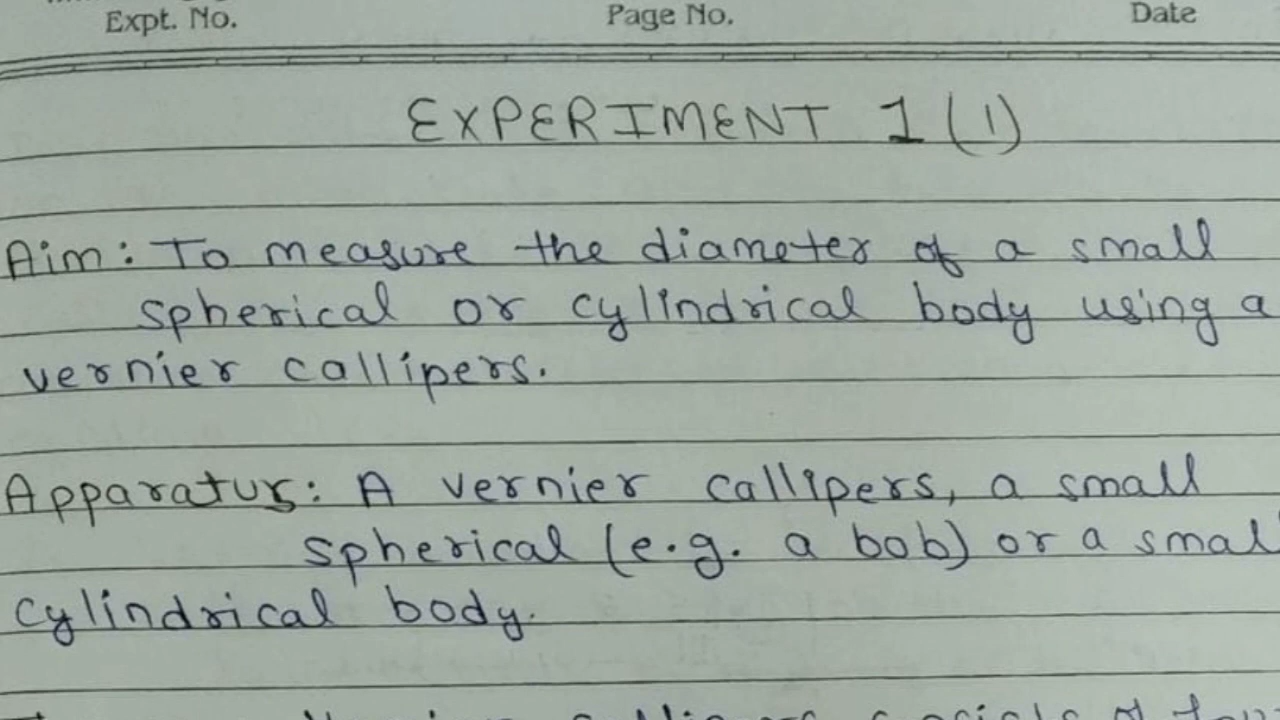 Expt. No. Page No. Date
EXPERIMENT 1 (1)
Aim: To measure the diameter of a small
spherical or cylindrical body using a
vernier callipers.
Apparatus: A vernier callipers, a small
spherical (e.g. a bob) or a small
cylindrical body.